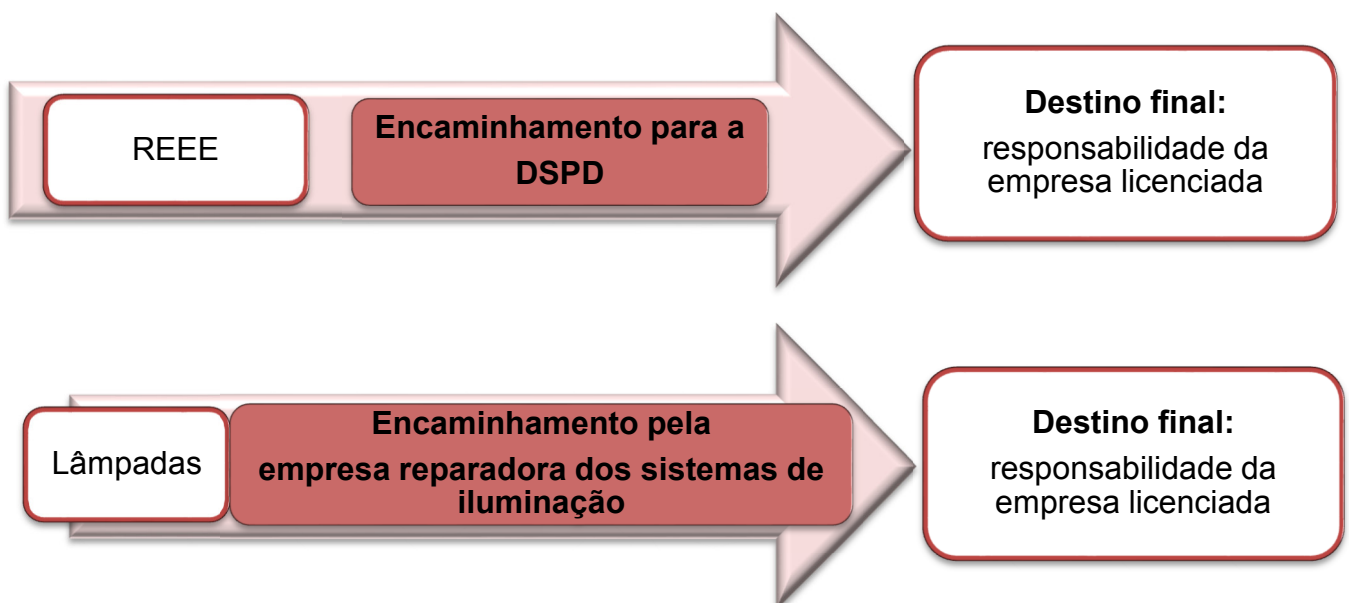 REEE
Encaminhamento para a
DSPD
Destino final:
responsabilidade da
empresa licenciada
Lâmpadas
Encaminhamento pela
empresa reparadora dos sistemas de
iluminação
Destino final:
responsabilidade da
empresa licenciada